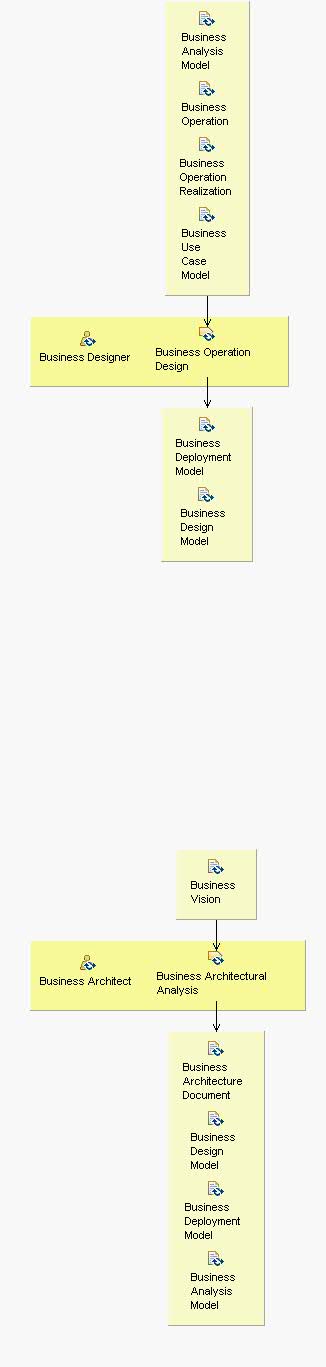 Business
Analysis
Model
Business
Operation
Business
Operation
Realization
Business
Use
Case
Model
Business Designer
Business Operation
Design
Business
Deployment
Model
Business
Design
Model
Business
Vision
Business Architect
Business Architectural
Analysis
Business
Architecture
Document
Business
Design
Model
Business
Deployment
Model
Business
Analysis
Model